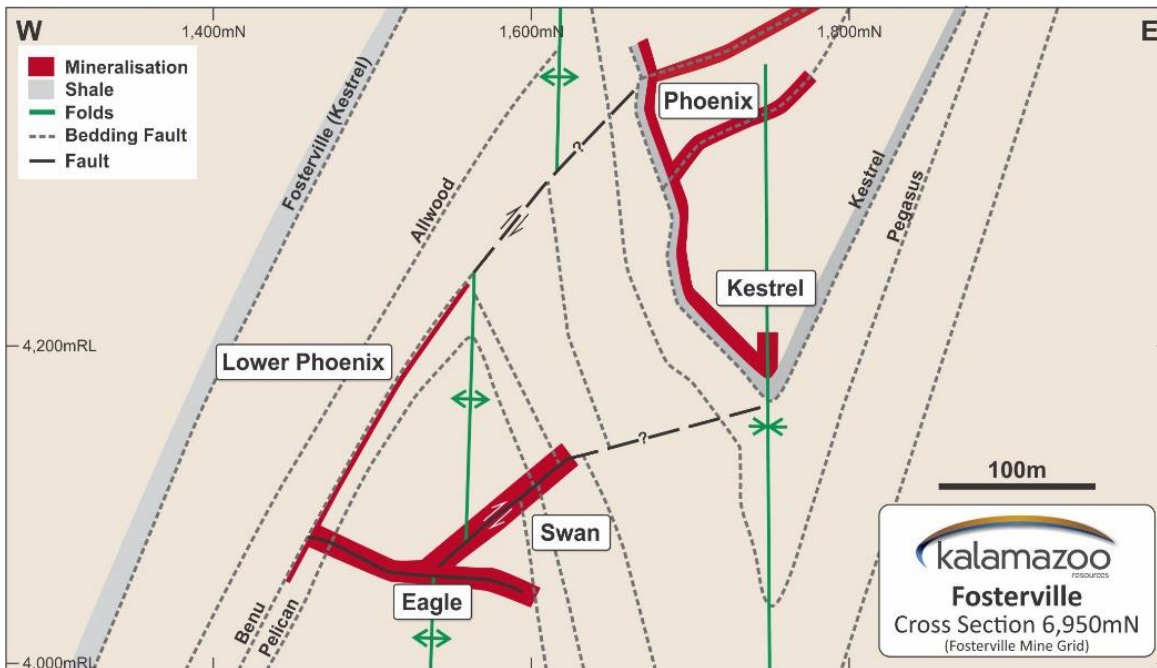 W
1,400mN
1,600mN
1,800mN
E
Mineralisation
Shale
Folds
Bedding Fault
Fault
Fosterville (Kestrel)
Allwood
?
Phoenix
Kestrel
Pegasus
Kestrel
4,200mRL
Lower Phoenix
?
100m
Swan
Eagle
Benu
Pelican
4,000mRL
kalamazoo
resources
Fosterville
Cross Section 6,950mN
(Fosterville Mine Grid)